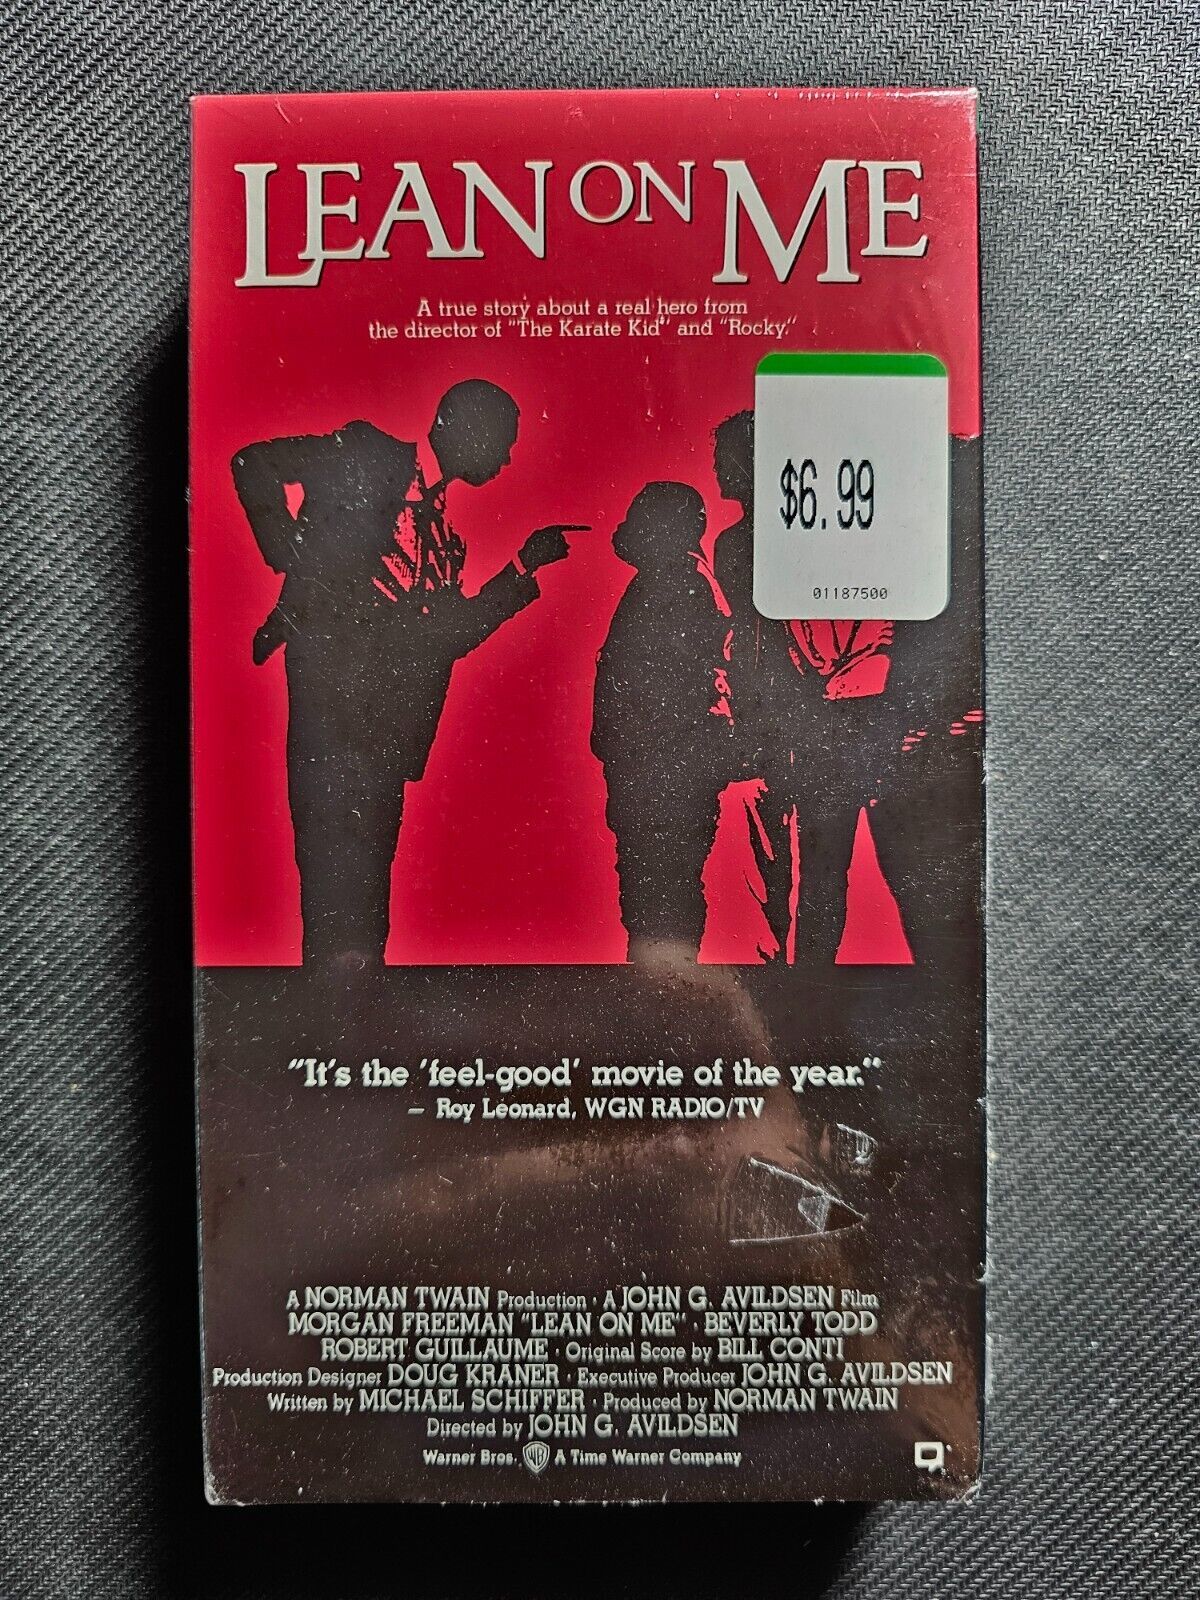 LEAN ON ME
A true story about a real hero from
the director of "The Karate Kid" and "Rocky."
$6.99
01187500
"It's the 'feel-good' movie of the year."
— Roy Leonard, WGN RADIO/TV
A NORMAN TWAIN Production · A JOHN G. AVILDSEN Film
MORGAN FREEMAN "LEAN ON ME" · BEVERLY TODD
ROBERT GUILLAUME · Original Score by BILL CONTI
Production Designer DOUG KRANER · Executive Producer JOHN G. AVILDSEN
Written by MICHAEL SCHIFFER · Produced by NORMAN TWAIN
Directed by JOHN G. AVILDSEN
Warner Bros. WB A Time Warner Company